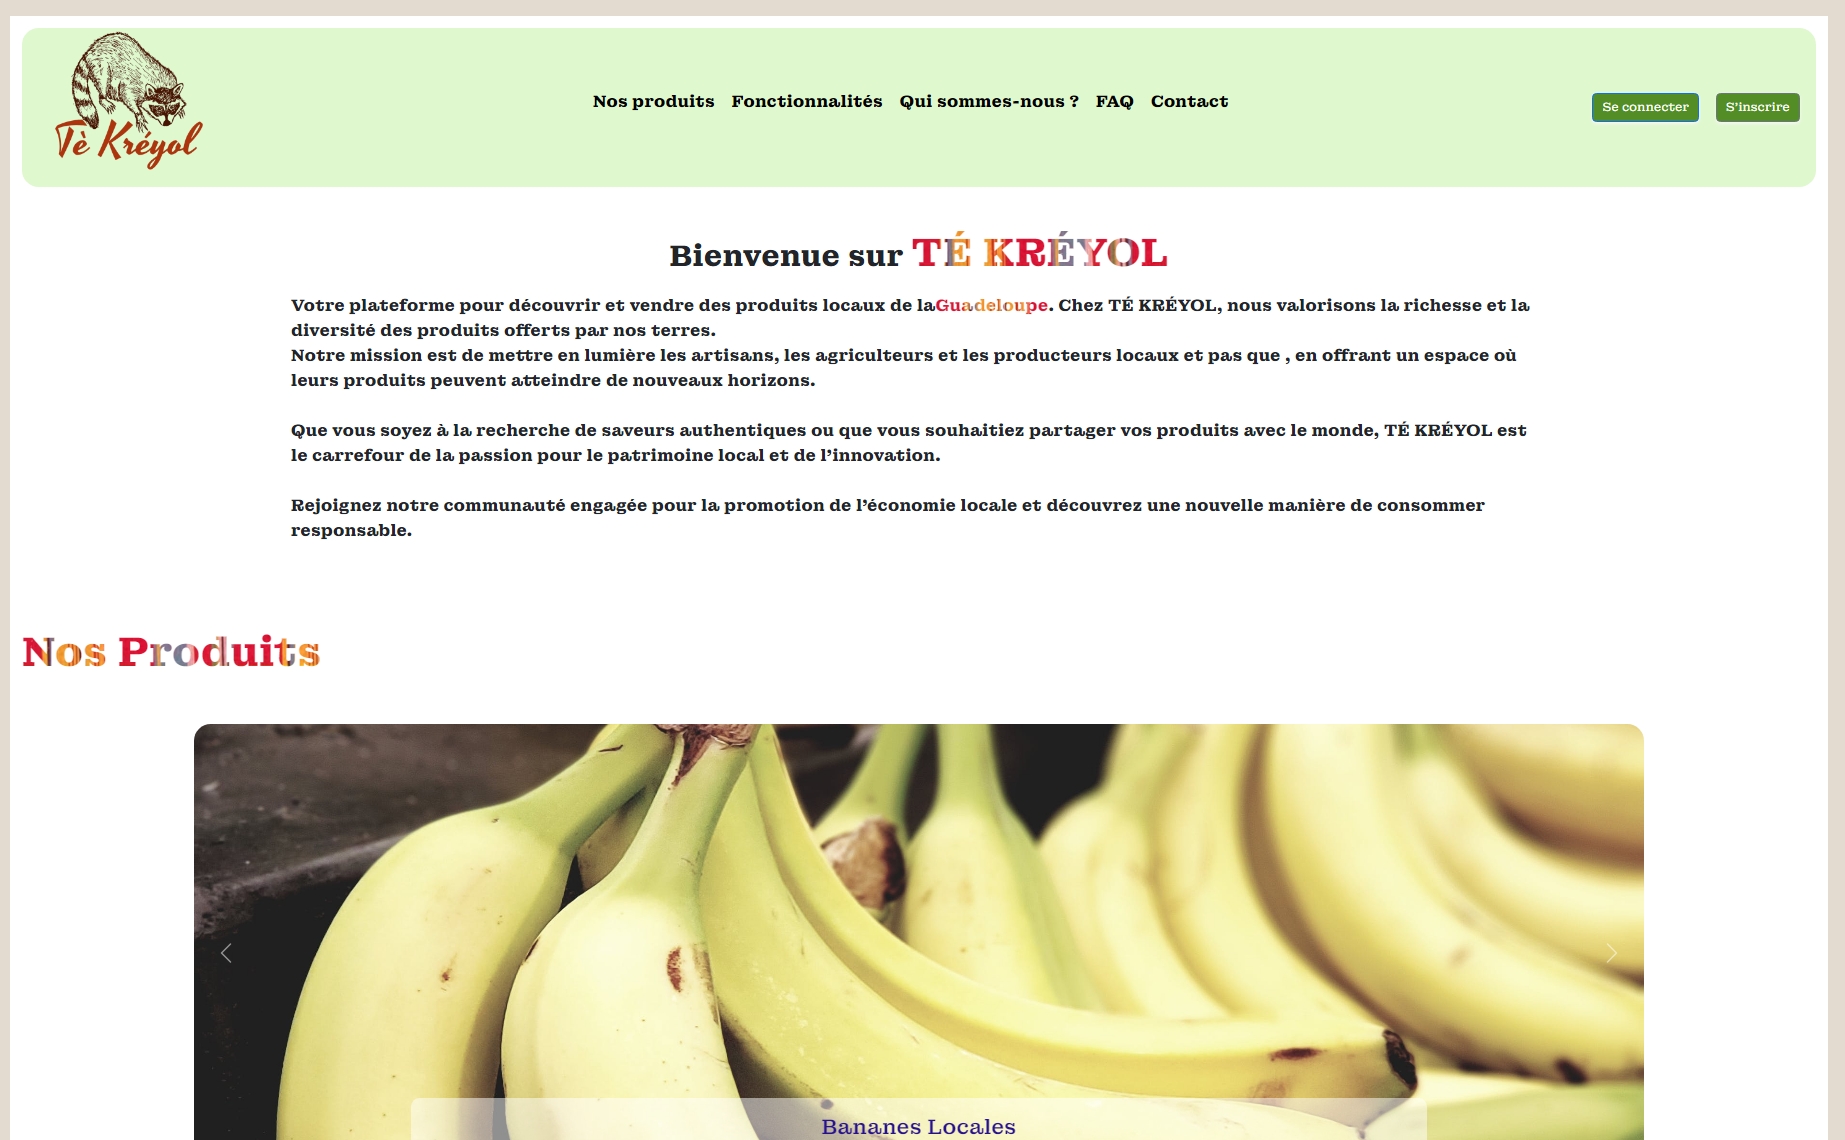 Tè Kréyol
Nos produits Fonctionnalités Qui sommes-nous ? FAQ Contact
Se connecter S'inscrire
Bienvenue sur TÉ KRÉYOL
Votre plateforme pour découvrir et vendre des produits locaux de laGuadeloupe. Chez TÉ KRÉYOL, nous valorisons la richesse et la
diversité des produits offerts par nos terres.
Notre mission est de mettre en lumière les artisans, les agriculteurs et les producteurs locaux et pas que , en offrant un espace où
leurs produits peuvent atteindre de nouveaux horizons.
Que vous soyez à la recherche de saveurs authentiques ou que vous souhaitiez partager vos produits avec le monde, TÉ KRÉYOL est
le carrefour de la passion pour le patrimoine local et de l'innovation.
Rejoignez notre communauté engagée pour la promotion de l'économie locale et découvrez une nouvelle manière de consommer
responsable.
Nos Produits
Bananes Locales